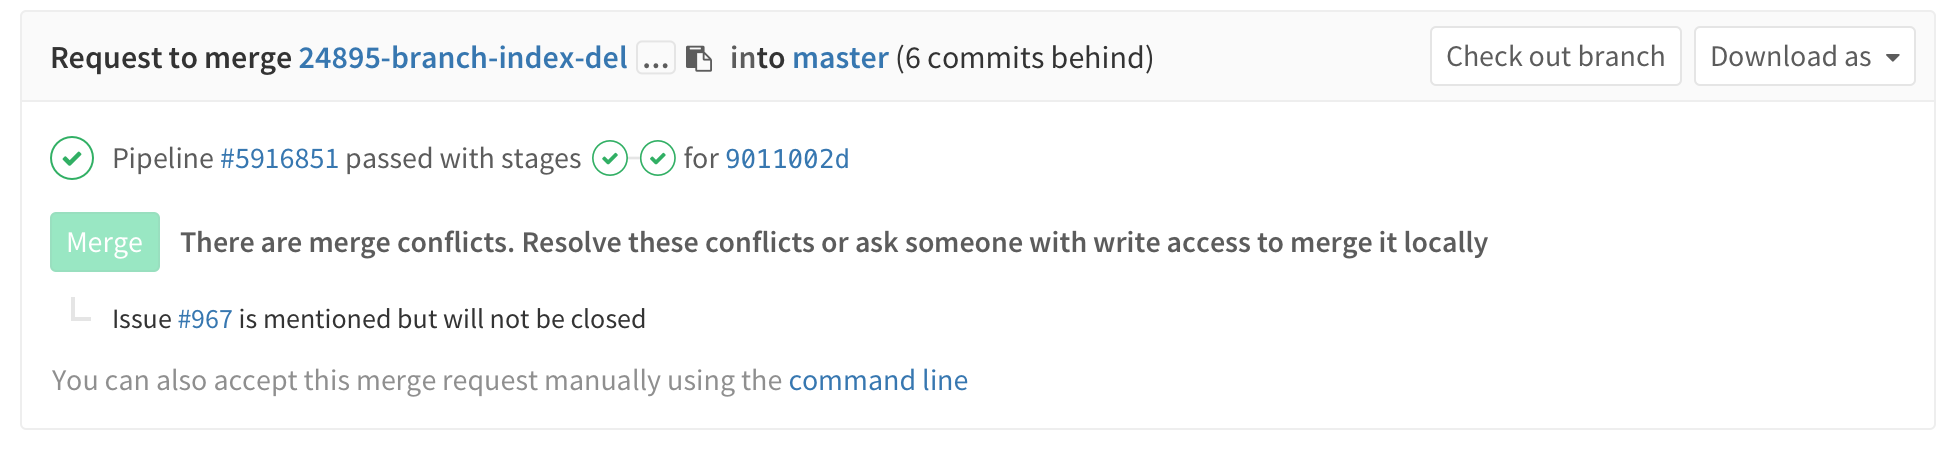 Request to merge 24895-branch-index-del ... into master (6 commits behind) Check out branch Download as
Pipeline #5916851 passed with stages for 9011002d
Merge There are merge conflicts. Resolve these conflicts or ask someone with write access to merge it locally
Issue #967 is mentioned but will not be closed
You can also accept this merge request manually using the command line